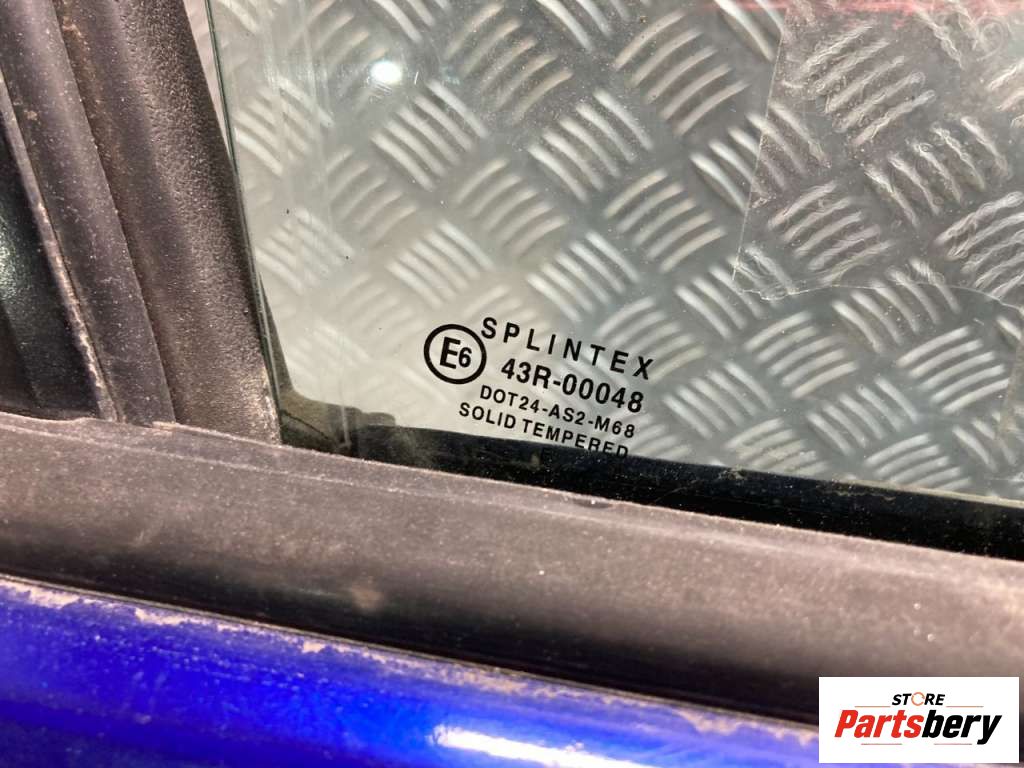 SPLINTEX
E6 43R-00048
DOT24-AS2-M68
SOLID TEMPERED
STORE
Partsbery